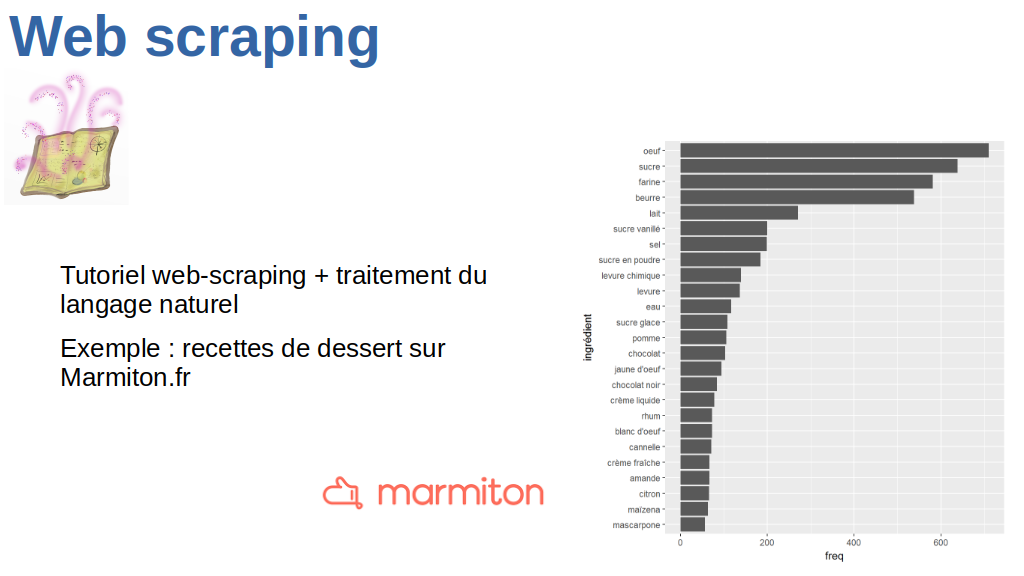 Web scraping
Tutoriel web-scraping + traitement du
langage naturel
Exemple : recettes de dessert sur
Marmiton.fr
marmiton
ingrédient
oeuf
sucre
farine
beurre
lait
sucre vanillé
sel
sucre en poudre
levure chimique
levure
eau
sucre glace
pomme
chocolat
jaune d'oeuf
chocolat noir
crème liquide
rhum
blanc d'oeuf
cannelle
crème fraîche
amande
citron
maïzena
mascarpone
0 200 400 600
freq